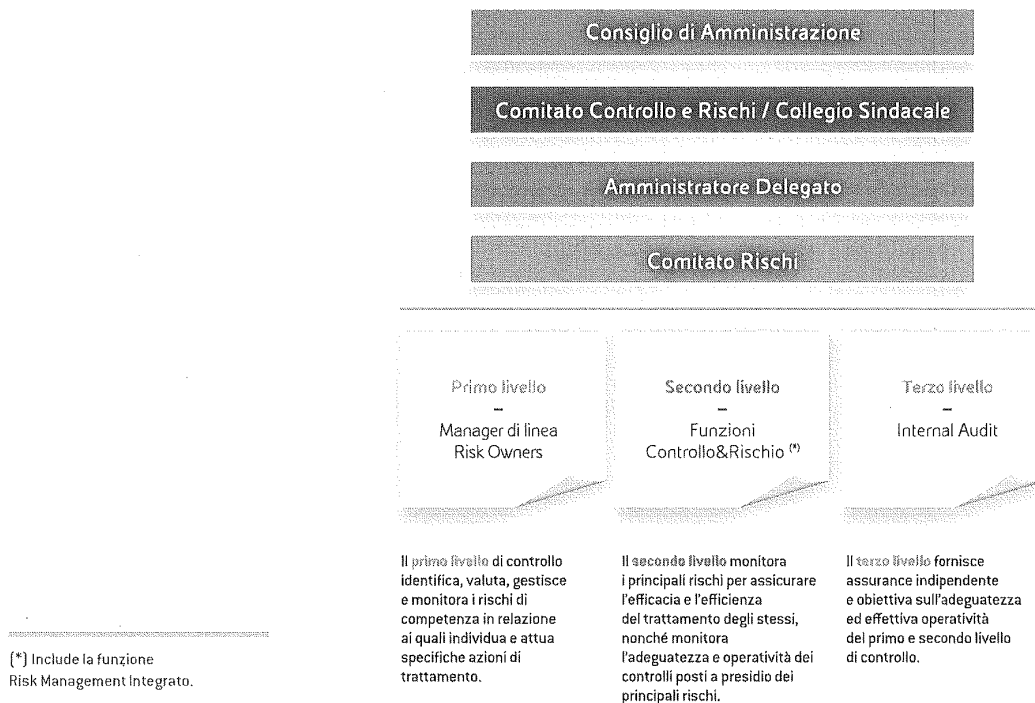 Consiglio di Amministrazione
Comitato Controllo e Rischi / Collegio Sindacale
Amministratore Delegato
Comitato Rischi
Primo livello
–
Manager di linea
Risk Owners
Secondo livello
–
Funzioni
Controllo&Rischio (*)
Terzo livello
–
Internal Audit
Il primo livello di controllo
identifica, valuta, gestisce
e monitora i rischi di
competenza in relazione
ai quali individua e attua
specifiche azioni di
trattamento.
Il secondo livello monitora
i principali rischi per assicurare
l'efficacia e l'efficienza
del trattamento degli stessi,
nonché monitora
l'adeguatezza e operatività dei
controlli posti a presidio dei
principali rischi.
Il terzo livello fornisce
assurance indipendente
e obiettiva sull'adeguatezza
ed effettiva operatività
del primo e secondo livello
di controllo.
(*) Include la funzione
Risk Management Integrato.